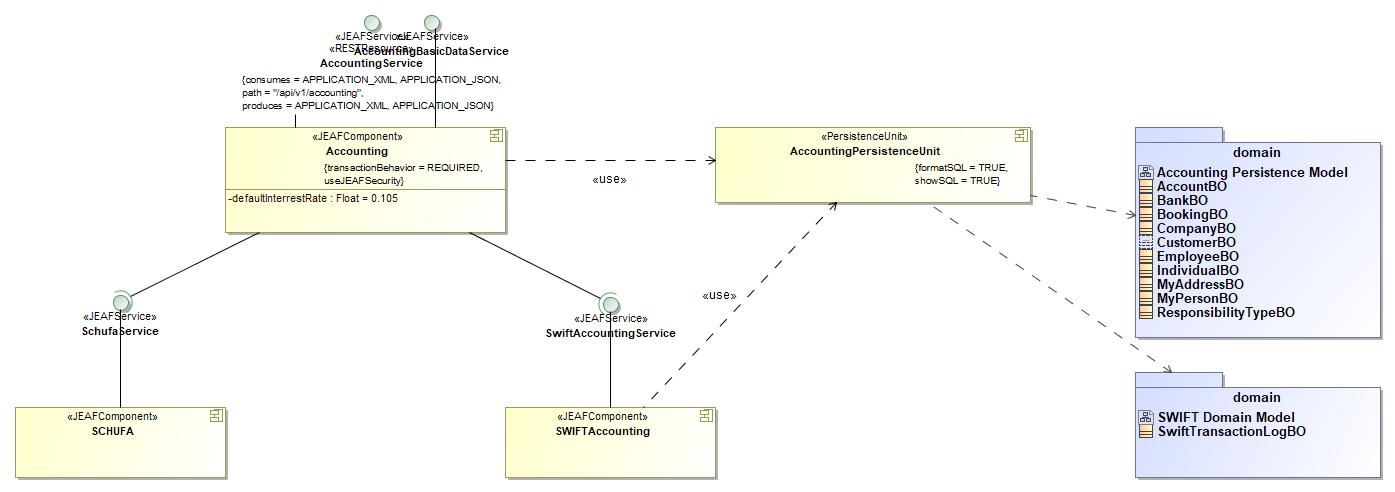 «JEAFService»
«RESTResource»
AccountingService
{consumes = APPLICATION_XML, APPLICATION_JSON,
path = "/api/v1/accounting",
produces = APPLICATION_XML, APPLICATION_JSON}
«JEAFService»
AccountingBasicDataService
«JEAFComponent»
Accounting
{transactionBehavior = REQUIRED,
useJEAFSecurity}
-defaultInterrestRate : Float = 0.105
«use»
«PersistenceUnit»
AccountingPersistenceUnit
{formatSQL = TRUE,
showSQL = TRUE}
domain
Accounting Persistence Model
AccountBO
BankBO
BookingBO
CompanyBO
CustomerBO
EmployeeBO
IndividualBO
MyAddressBO
MyPersonBO
ResponsibilityTypeBO
«JEAFService»
SchufaService
«JEAFService»
SwiftAccountingService
«use»
«JEAFComponent»
SCHUFA
«JEAFComponent»
SWIFTAccounting
domain
SWIFT Domain Model
SwiftTransactionLogBO